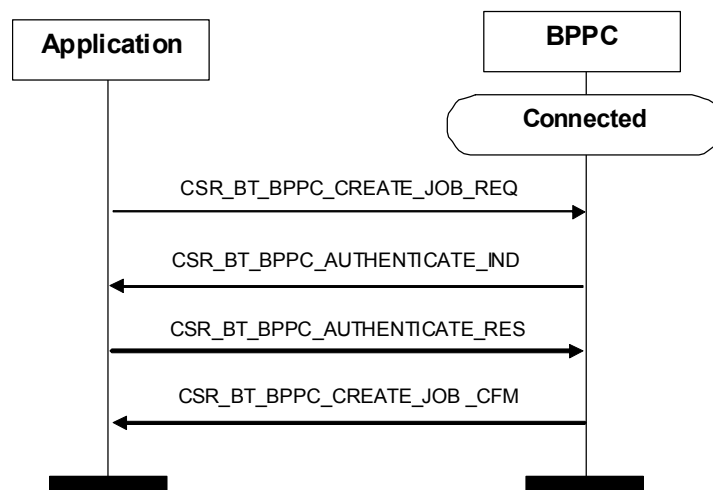 Application
BPPC
Connected
CSR_BT_BPPC_CREATE_JOB_REQ
CSR_BT_BPPC_AUTHENTICATE_IND
CSR_BT_BPPC_AUTHENTICATE_RES
CSR_BT_BPPC_CREATE_JOB _CFM